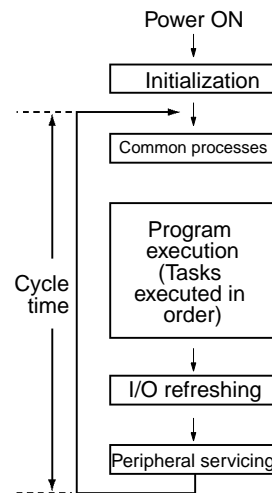 Power ON
Initialization
Common processes
Cycle
time
Program
execution
(Tasks
executed in
order)
I/O refreshing
Peripheral servicing